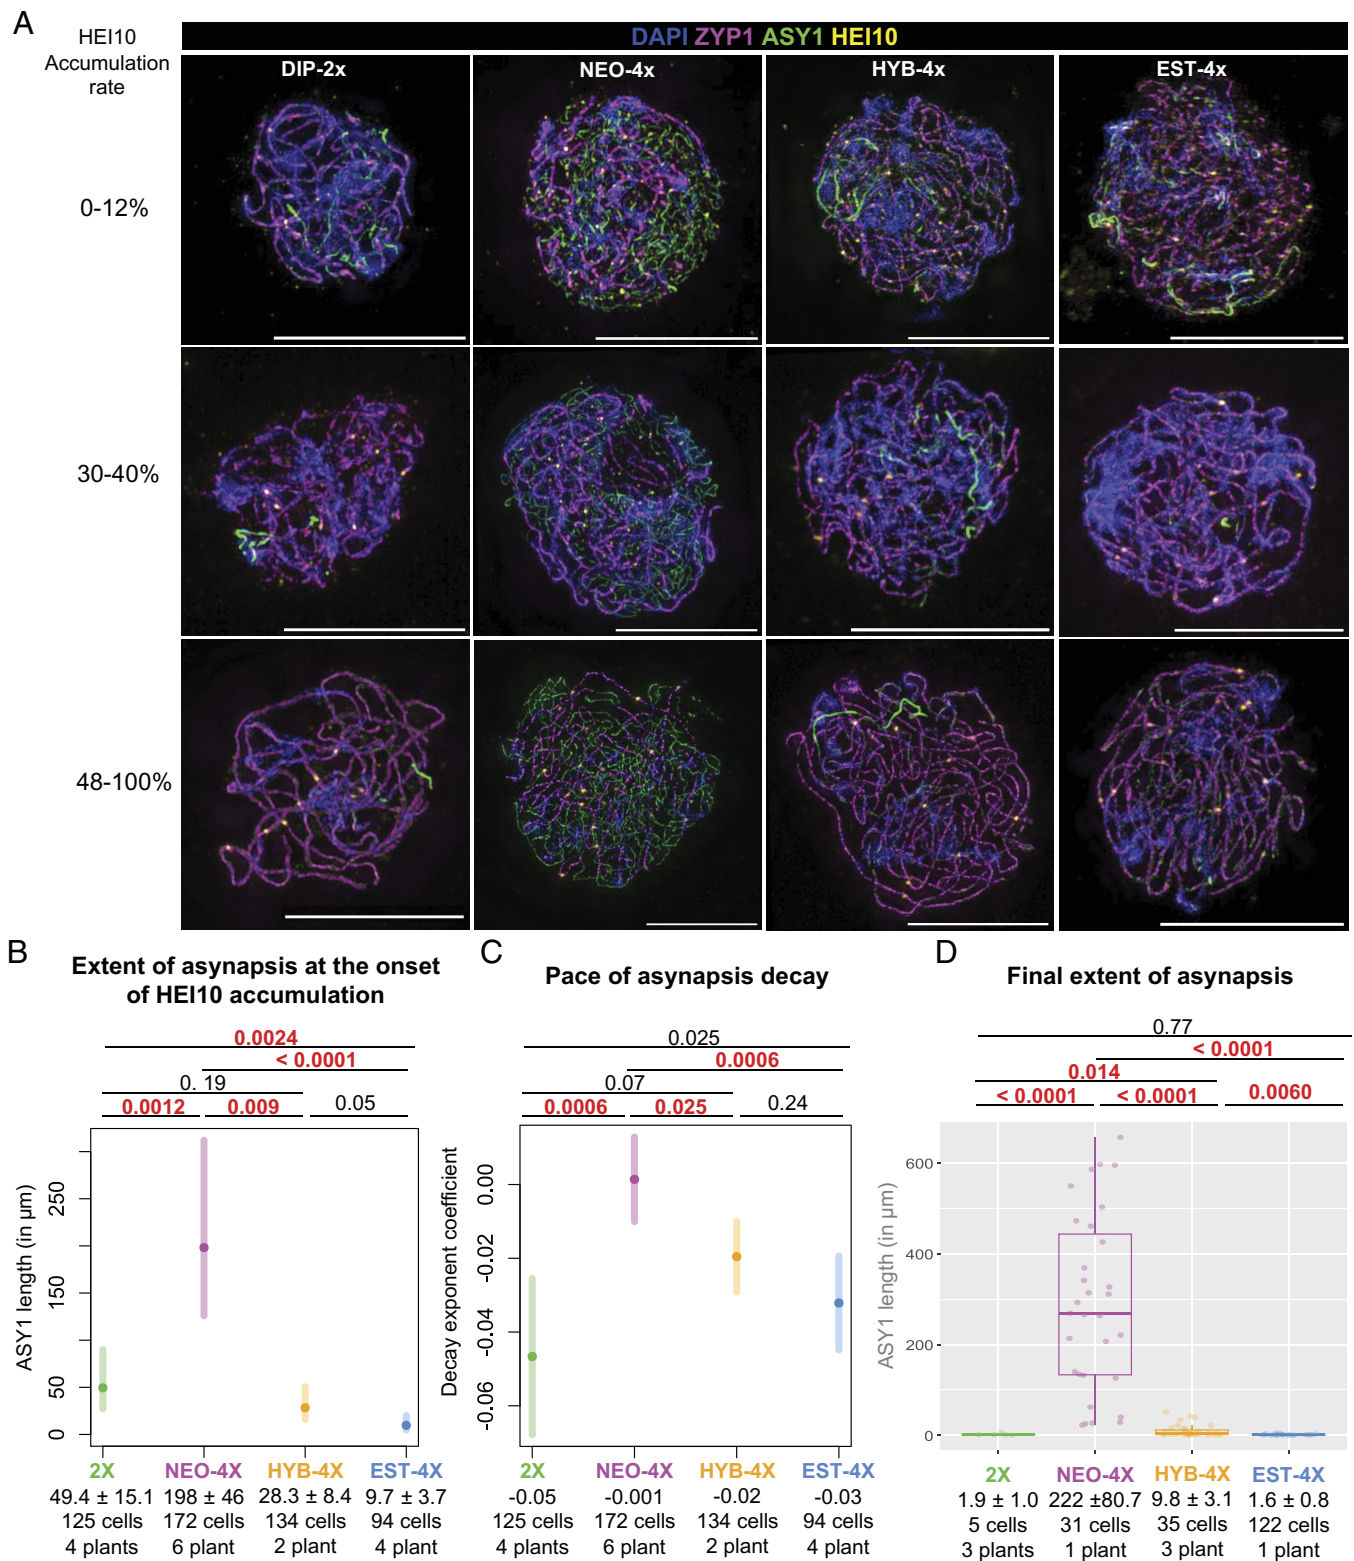 A
HEI10
Accumulation
rate
DAPI ZYP1 ASY1 HEI10
DIP-2x
NEO-4x
HYB-4x
EST-4x
0-12%
30-40%
48-100%
B
Extent of asynapsis at the onset
of HEI10 accumulation
0.0024
< 0.0001
0. 19
0.0012
0.009
0.05
ASY1 length (in µm)
250
150
50
0
2X
NEO-4X
HYB-4X
EST-4X
49.4 ± 15.1
198 ± 46
28.3 ± 8.4
9.7 ± 3.7
125 cells
172 cells
134 cells
94 cells
4 plants
6 plant
2 plant
4 plant
C
Pace of asynapsis decay
0.025
0.0006
0.07
0.0006
0.025
0.24
Decay exponent coefficient
0.00
-0.02
-0.04
-0.06
2X
NEO-4X
HYB-4X
EST-4X
-0.05
-0.001
-0.02
-0.03
125 cells
172 cells
134 cells
94 cells
4 plants
6 plant
2 plant
4 plant
D
Final extent of asynapsis
0.77
< 0.0001
0.014
< 0.0001
< 0.0001
0.0060
ASY1 length (in µm)
600
400
200
0
2X
NEO-4X
HYB-4X
EST-4X
1.9 ± 1.0
222 ±80.7
9.8 ± 3.1
1.6 ± 0.8
5 cells
31 cells
35 cells
122 cells
3 plants
1 plant
3 plant
1 plant